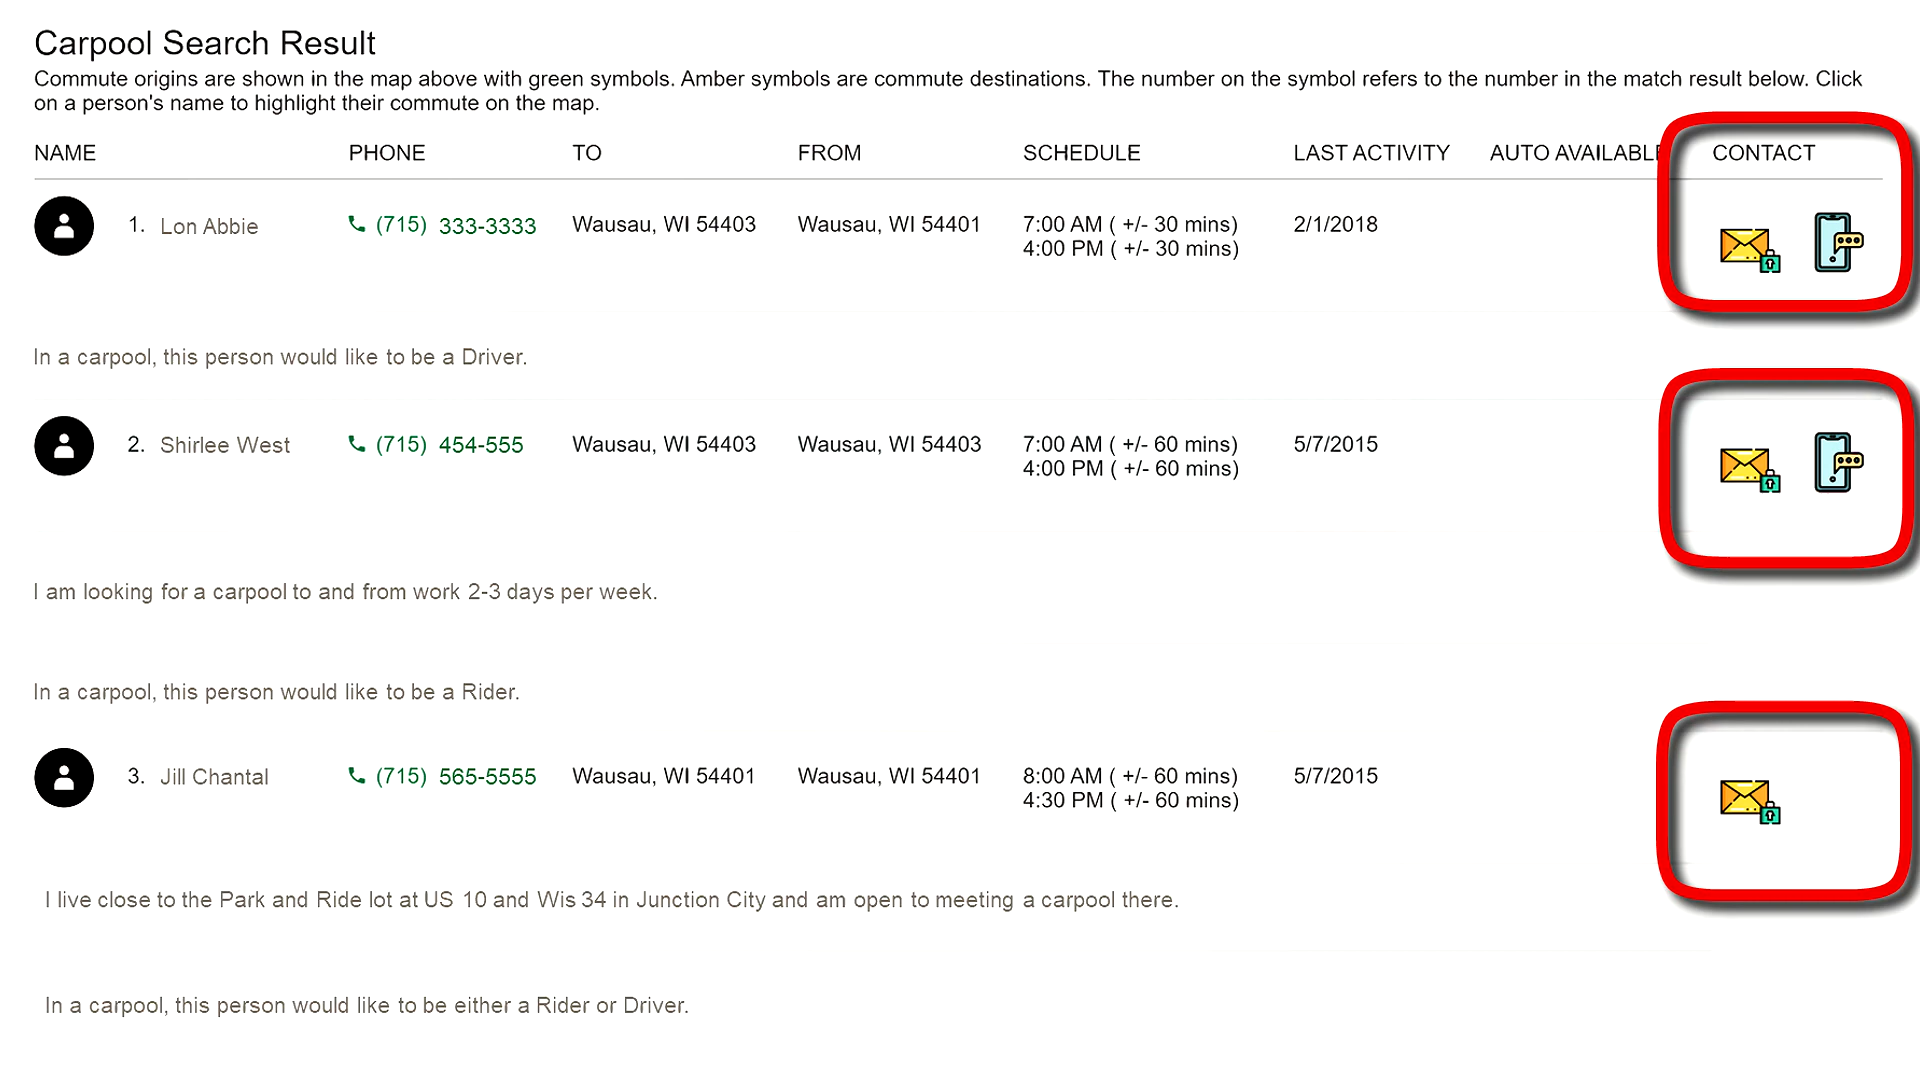 Carpool Search Result
Commute origins are shown in the map above with green symbols. Amber symbols are commute destinations. The number on the symbol refers to the number in the match result below. Click
on a person's name to highlight their commute on the map.
NAME PHONE TO FROM SCHEDULE LAST ACTIVITY AUTO AVAILABLE CONTACT
1. Lon Abbie (715) 333-3333 Wausau, WI 54403 Wausau, WI 54401 7:00 AM ( +/- 30 mins) 2/1/2018
4:00 PM ( +/- 30 mins)
In a carpool, this person would like to be a Driver.
2. Shirlee West (715) 454-555 Wausau, WI 54403 Wausau, WI 54403 7:00 AM ( +/- 60 mins) 5/7/2015
4:00 PM ( +/- 60 mins)
I am looking for a carpool to and from work 2-3 days per week.
In a carpool, this person would like to be a Rider.
3. Jill Chantal (715) 565-5555 Wausau, WI 54401 Wausau, WI 54401 8:00 AM ( +/- 60 mins) 5/7/2015
4:30 PM ( +/- 60 mins)
I live close to the Park and Ride lot at US 10 and Wis 34 in Junction City and am open to meeting a carpool there.
In a carpool, this person would like to be either a Rider or Driver.